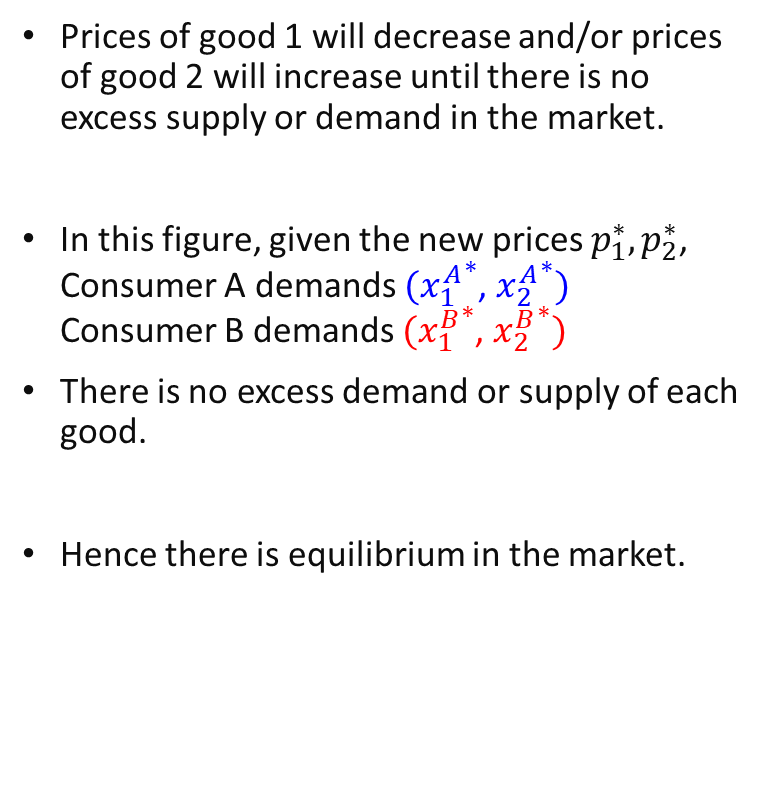 • Prices of good 1 will decrease and/or prices
of good 2 will increase until there is no
excess supply or demand in the market.
• In this figure, given the new prices $p_1^*, p_2^*$,
Consumer A demands $(x_1^{A*}, x_2^{A*})$
Consumer B demands $(x_1^{B*}, x_2^{B*})$
• There is no excess demand or supply of each
good.
• Hence there is equilibrium in the market.